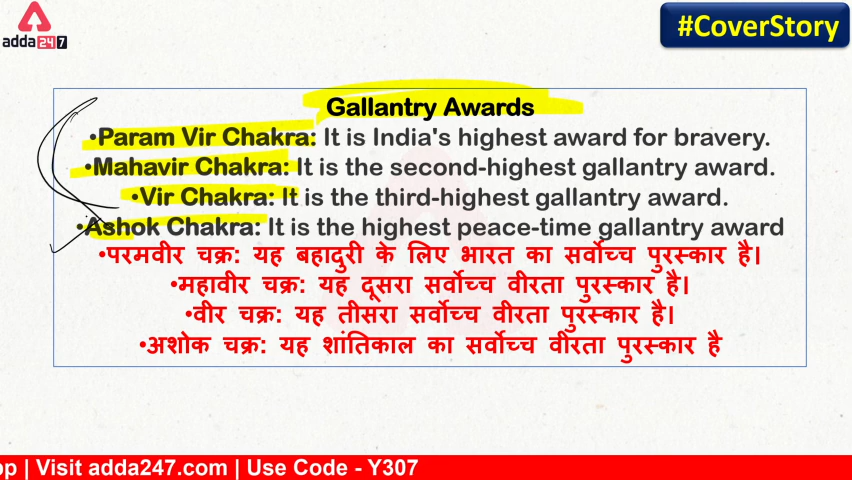 adda247
#CoverStory
Gallantry Awards
•Param Vir Chakra: It is India's highest award for bravery.
•Mahavir Chakra: It is the second-highest gallantry award.
•Vir Chakra: It is the third-highest gallantry award.
•Ashok Chakra: It is the highest peace-time gallantry award
•परमवीर चक्र: यह बहादुरी के लिए भारत का सर्वोच्च पुरस्कार है।
•महावीर चक्र: यह दूसरा सर्वोच्च वीरता पुरस्कार है।
•वीर चक्र: यह तीसरा सर्वोच्च वीरता पुरस्कार है।
•अशोक चक्र: यह शांतिकाल का सर्वोच्च वीरता पुरस्कार है
pp | Visit adda247.com | Use Code - Y307